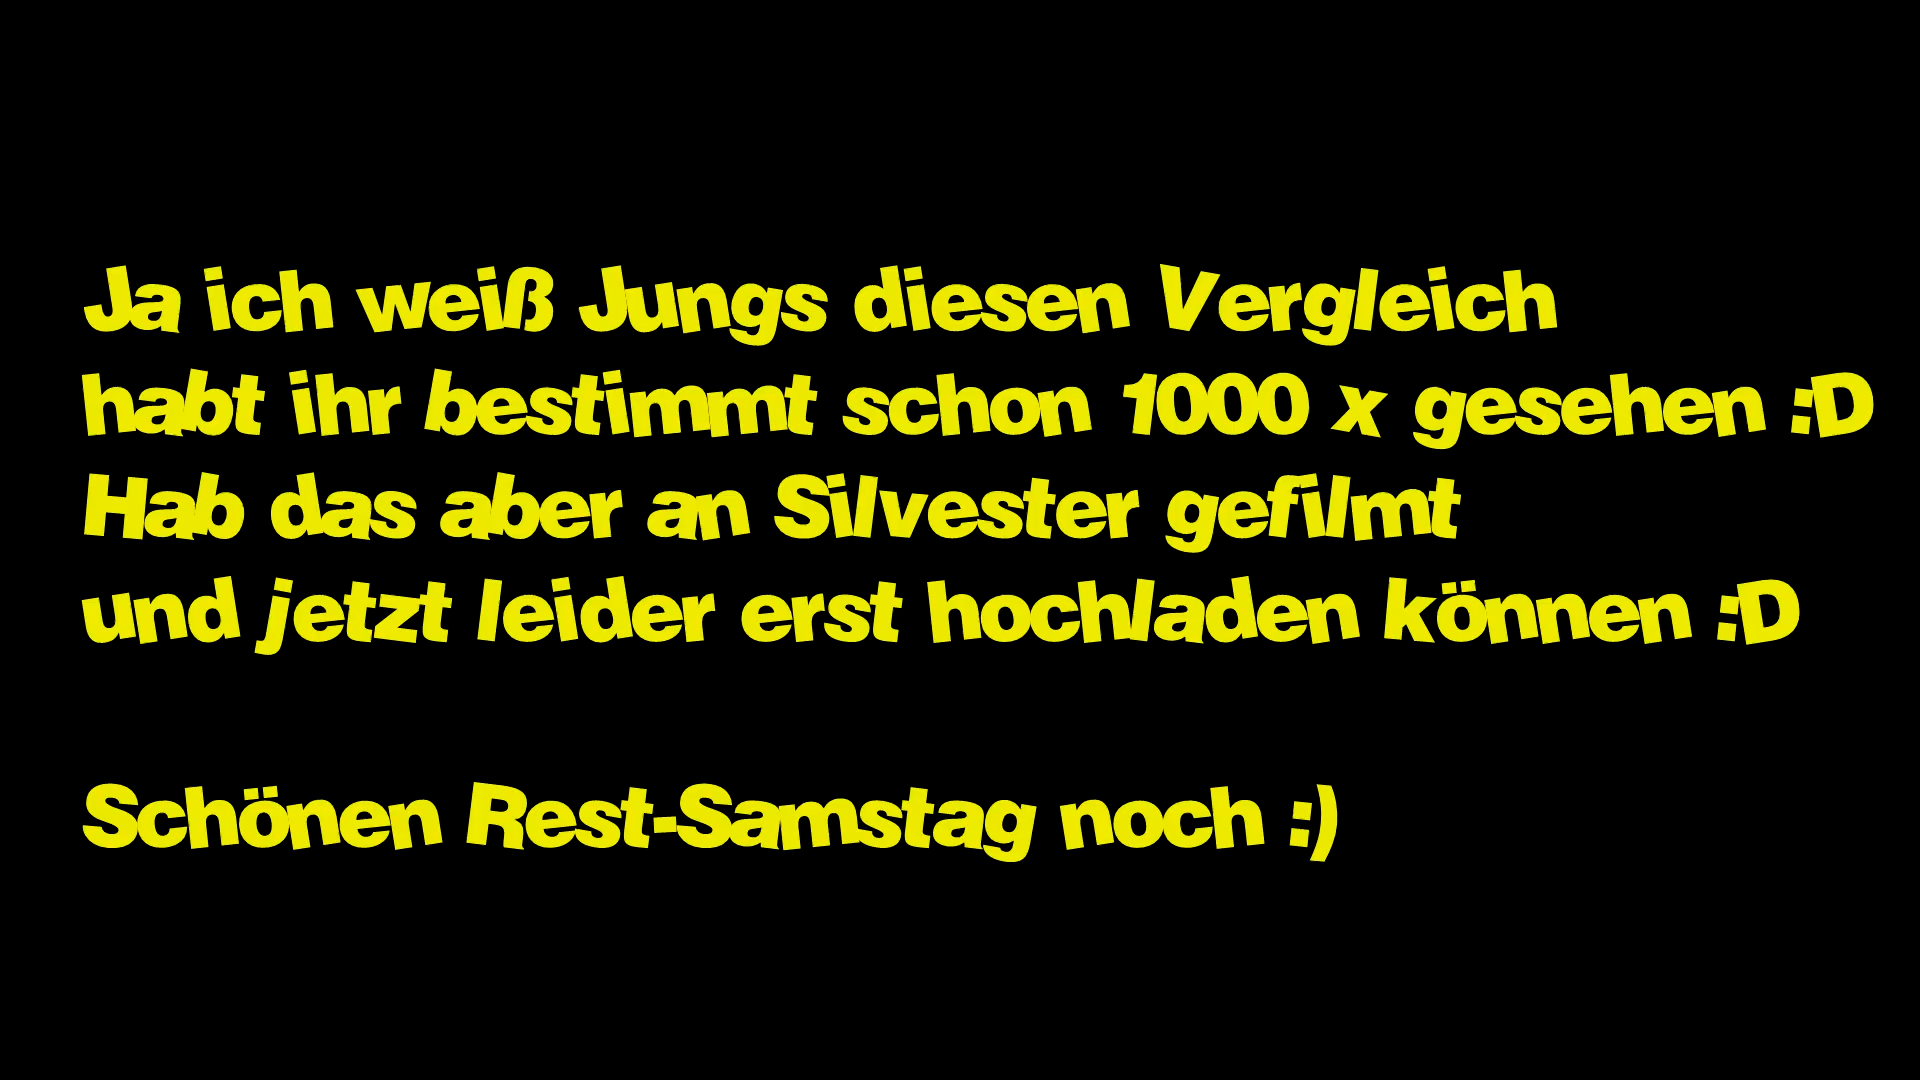 Ja ich weiß Jungs diesen Vergleich
habt ihr bestimmt schon 1000 x gesehen :D
Hab das aber an Silvester gefilmt
und jetzt leider erst hochladen können :D
Schönen Rest-Samstag noch :)